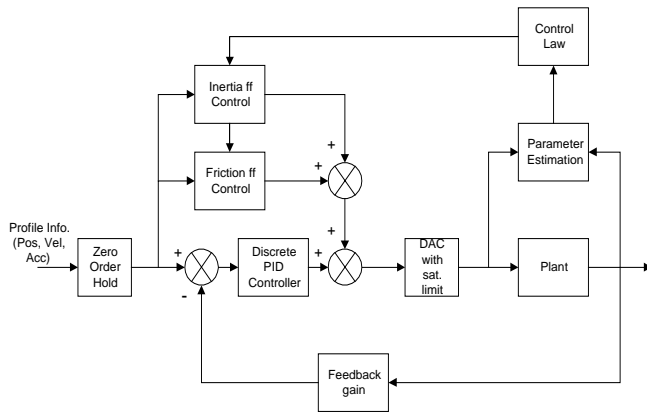 Control
Law
Inertia ff
Control
+
Parameter
Estimation
+
Friction ff
Control
Profile Info.
(Pos, Vel,
Acc)
Zero
Order
Hold
+
-
Discrete
PID
Controller
+
+
DAC
with
sat.
limit
Plant
Feedback
gain